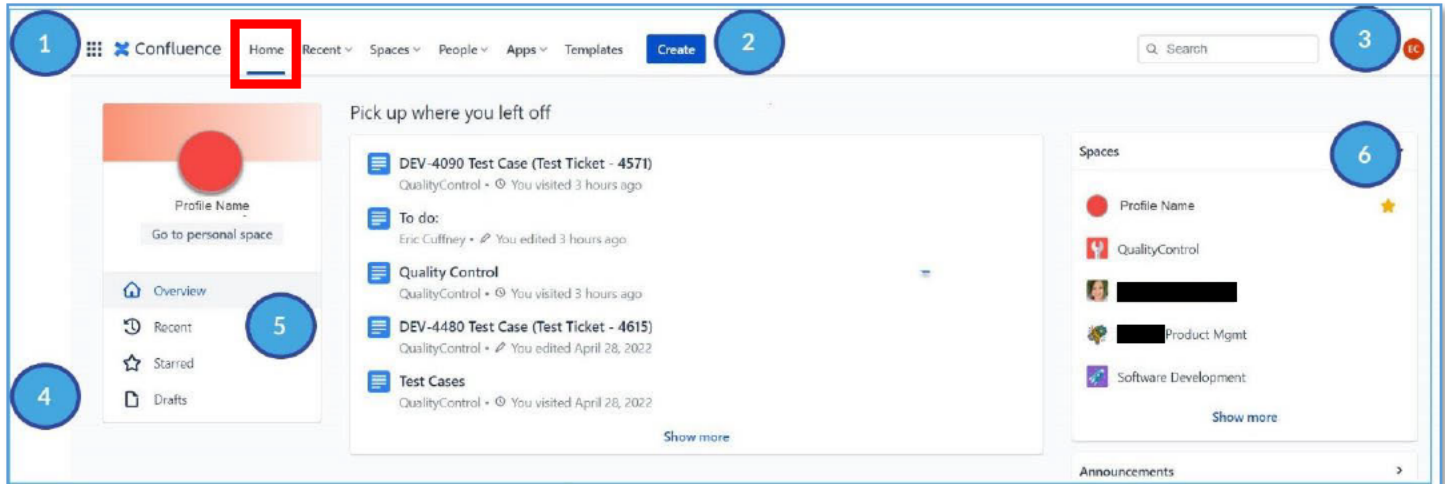 1
Confluence Home Recent Spaces People Apps Templates Create
2
Search
3
EC
Profile Name
Go to personal space
Overview
Recent
Starred
Drafts
5
4
Pick up where you left off
DEV-4090 Test Case (Test Ticket - 4571)
QualityControl • You visited 3 hours ago
To do:
Eric Cuffney • You edited 3 hours ago
Quality Control
QualityControl • You visited 3 hours ago
DEV-4480 Test Case (Test Ticket - 4615)
QualityControl • You edited April 28, 2022
Test Cases
QualityControl • You visited April 28, 2022
Show more
Spaces
6
Profile Name
QualityControl
Product Mgmt
Software Development
Show more
Announcements